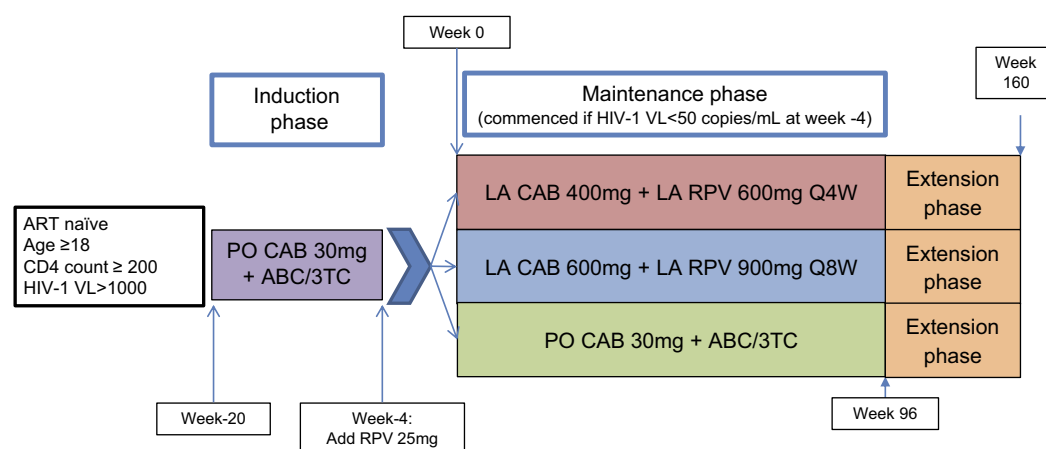 Week 0
Week
160
Induction
phase
Maintenance phase
(commenced if HIV-1 VL<50 copies/mL at week -4)
ART naïve
Age ≥18
CD4 count ≥ 200
HIV-1 VL>1000
PO CAB 30mg
+ ABC/3TC
LA CAB 400mg + LA RPV 600mg Q4W
Extension
phase
LA CAB 600mg + LA RPV 900mg Q8W
Extension
phase
PO CAB 30mg + ABC/3TC
Extension
phase
Week-20
Week-4:
Add RPV 25mg
Week 96